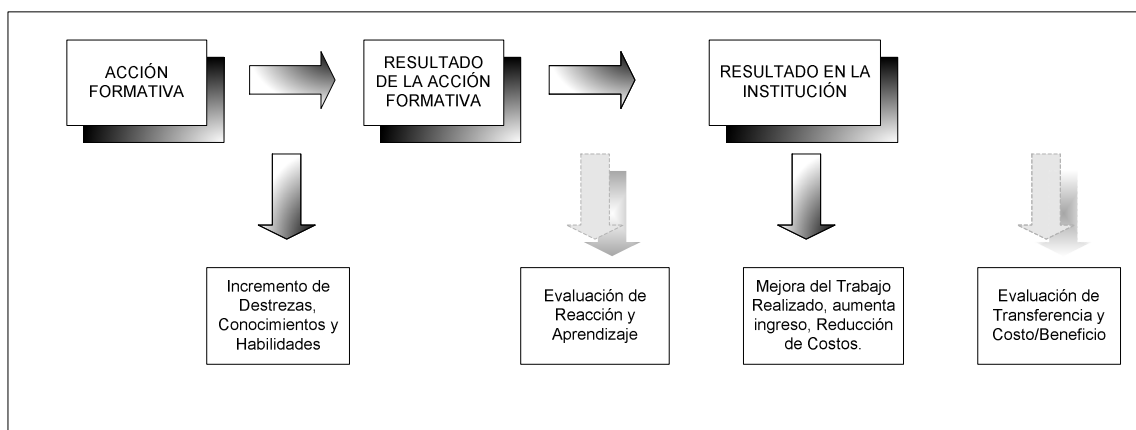 ACCIÓN
FORMATIVA
RESULTADO
DE LA ACCIÓN
FORMATIVA
RESULTADO EN LA
INSTITUCIÓN
Incremento de
Destrezas,
Conocimientos y
Habilidades
Evaluación de
Reacción y
Aprendizaje
Mejora del Trabajo
Realizado, aumenta
ingreso, Reducción
de Costos.
Evaluación de
Transferencia y
Costo/Beneficio